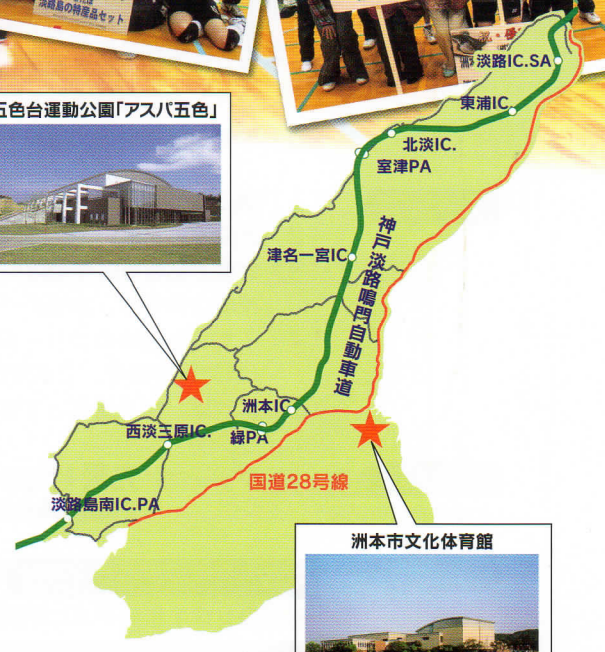 淡路島の特産品セット
優
淡路IC.SA
東浦IC.
北淡IC.
室津PA
五色台運動公園「アスパ五色」
津名一宮IC
神戸淡路鳴門自動車道
洲本IC
緑PA
西淡三原IC.
国道28号線
淡路島南IC.PA
洲本市文化体育館